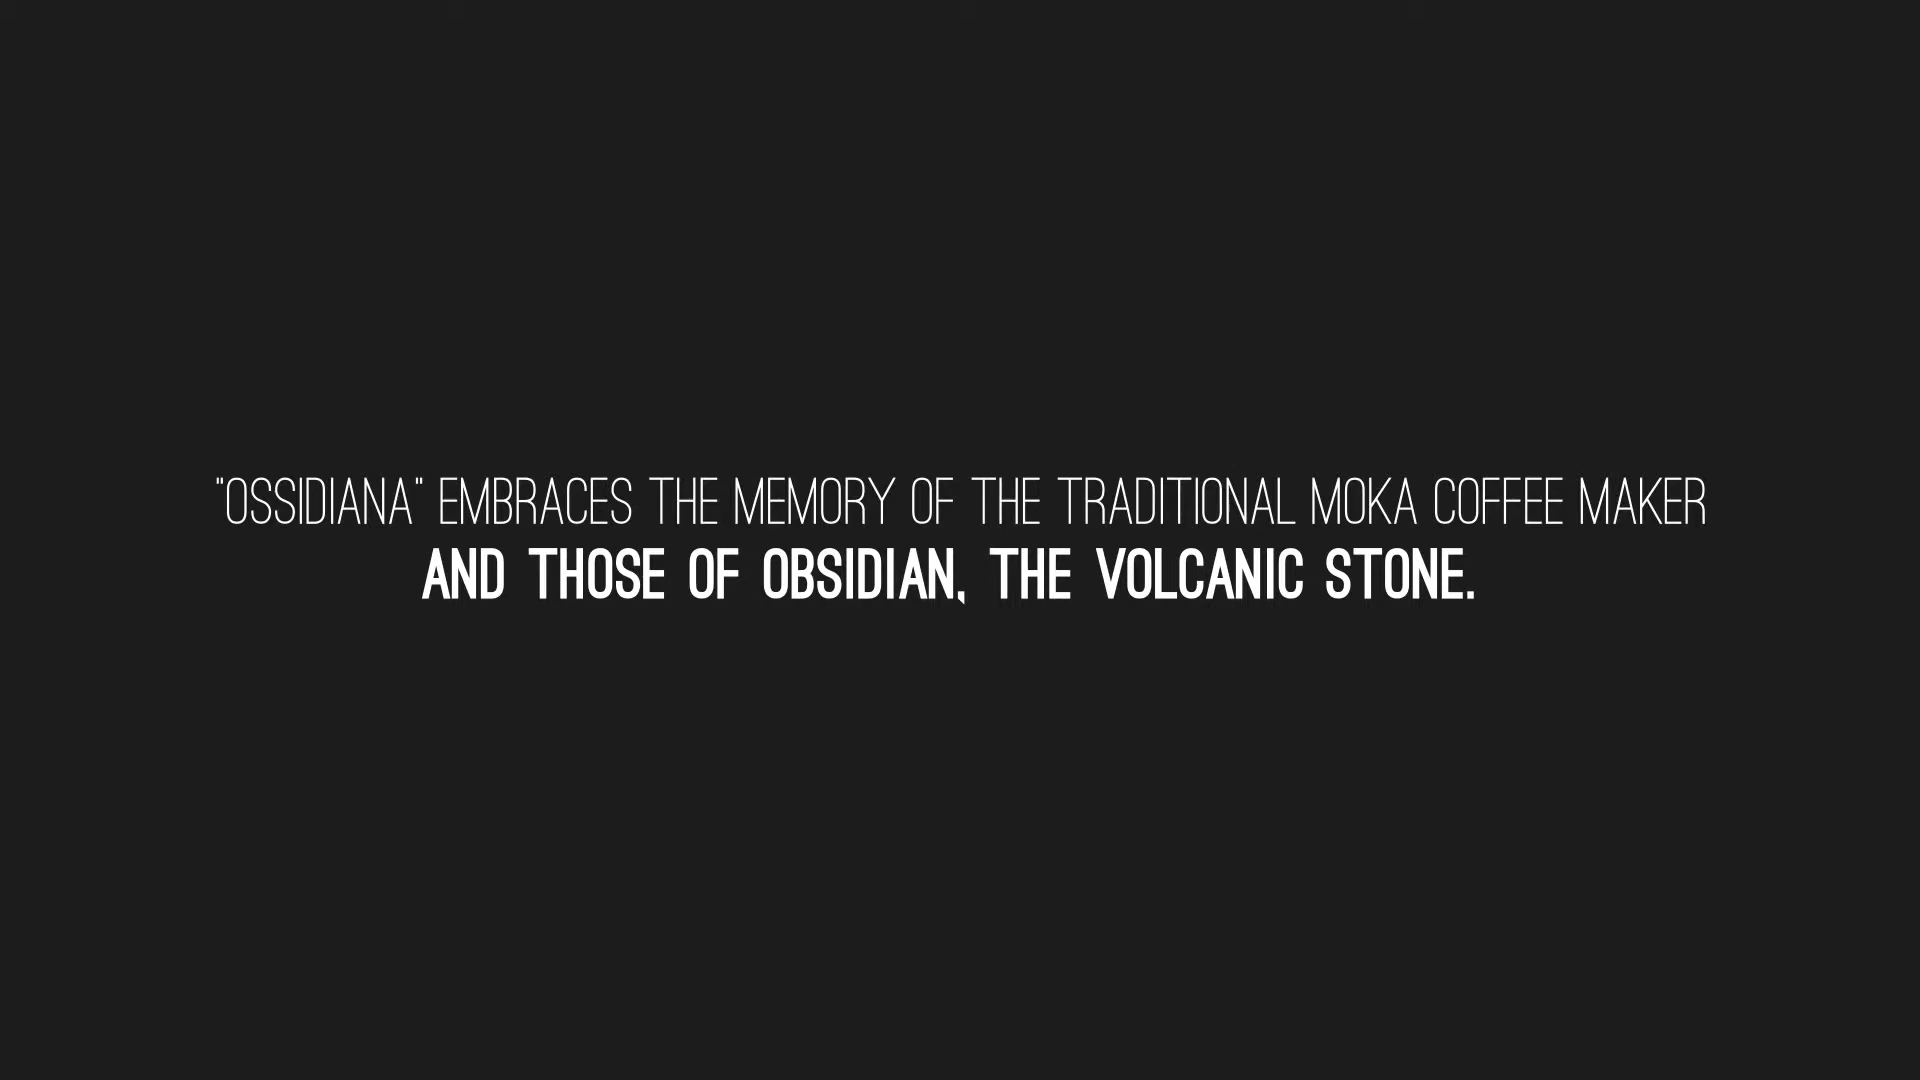 "OSSIDIANA" EMBRACES THE MEMORY OF THE TRADITIONAL MOKA COFFEE MAKER
AND THOSE OF OBSIDIAN, THE VOLCANIC STONE.